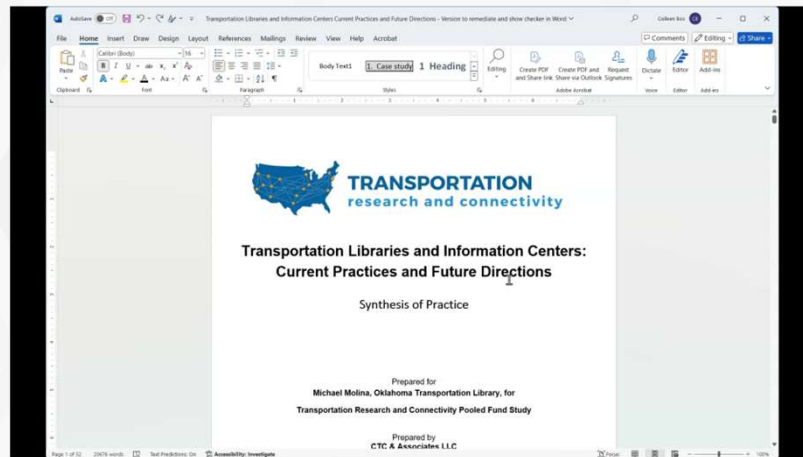 AutoSave Off Transportation Libraries and Information Centers Current Practices and Future Directions - Version to remediate and show checker in Word Colleen Bos
File Home Insert Draw Design Layout References Mailings Review View Help Acrobat Comments Editing Share
Calibri (Body) 16
Paste
Body Text1 1. Case study 1 Heading
Editing
Create PDF and Share link
Create PDF and Share via Outlook
Request Signatures
Dictate Editor Add-ins
Clipboard Font Paragraph Styles Adobe Acrobat Voice Editor Add-ins
TRANSPORTATION
research and connectivity
Transportation Libraries and Information Centers:
Current Practices and Future Directions
Synthesis of Practice
Prepared for
Michael Molina, Oklahoma Transportation Library, for
Transportation Research and Connectivity Pooled Fund Study
Prepared by
CTC & Associates LLC
Page 1 of 32 20676 words Text Predictions: On Accessibility: Investigate Focus 100%